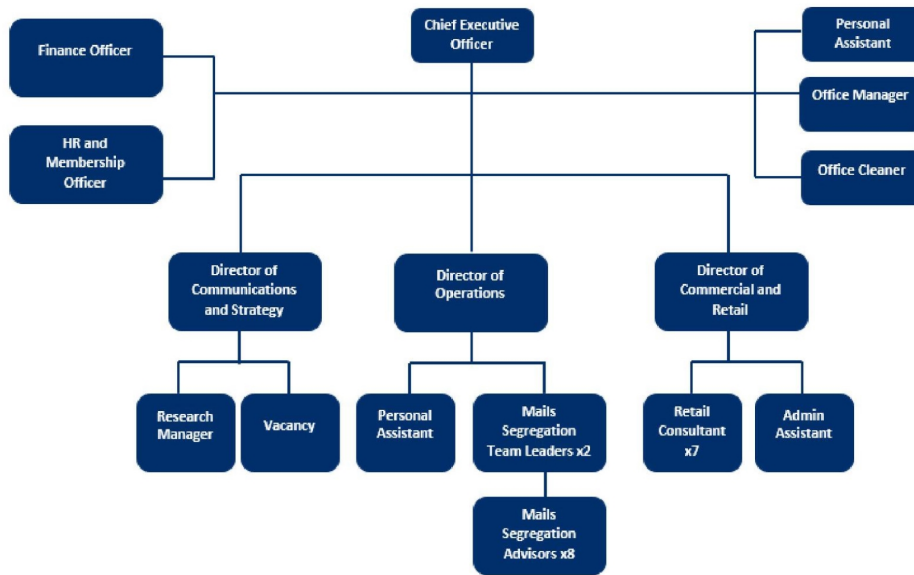 Chief Executive
Officer
Finance Officer
Personal
Assistant
Office Manager
HR and
Membership
Officer
Office Cleaner
Director of
Communications
and Strategy
Director of
Operations
Director of
Commercial and
Retail
Research
Manager
Vacancy
Personal
Assistant
Mails
Segregation
Team Leaders x2
Retail
Consultant
x7
Admin
Assistant
Mails
Segregation
Advisors x8